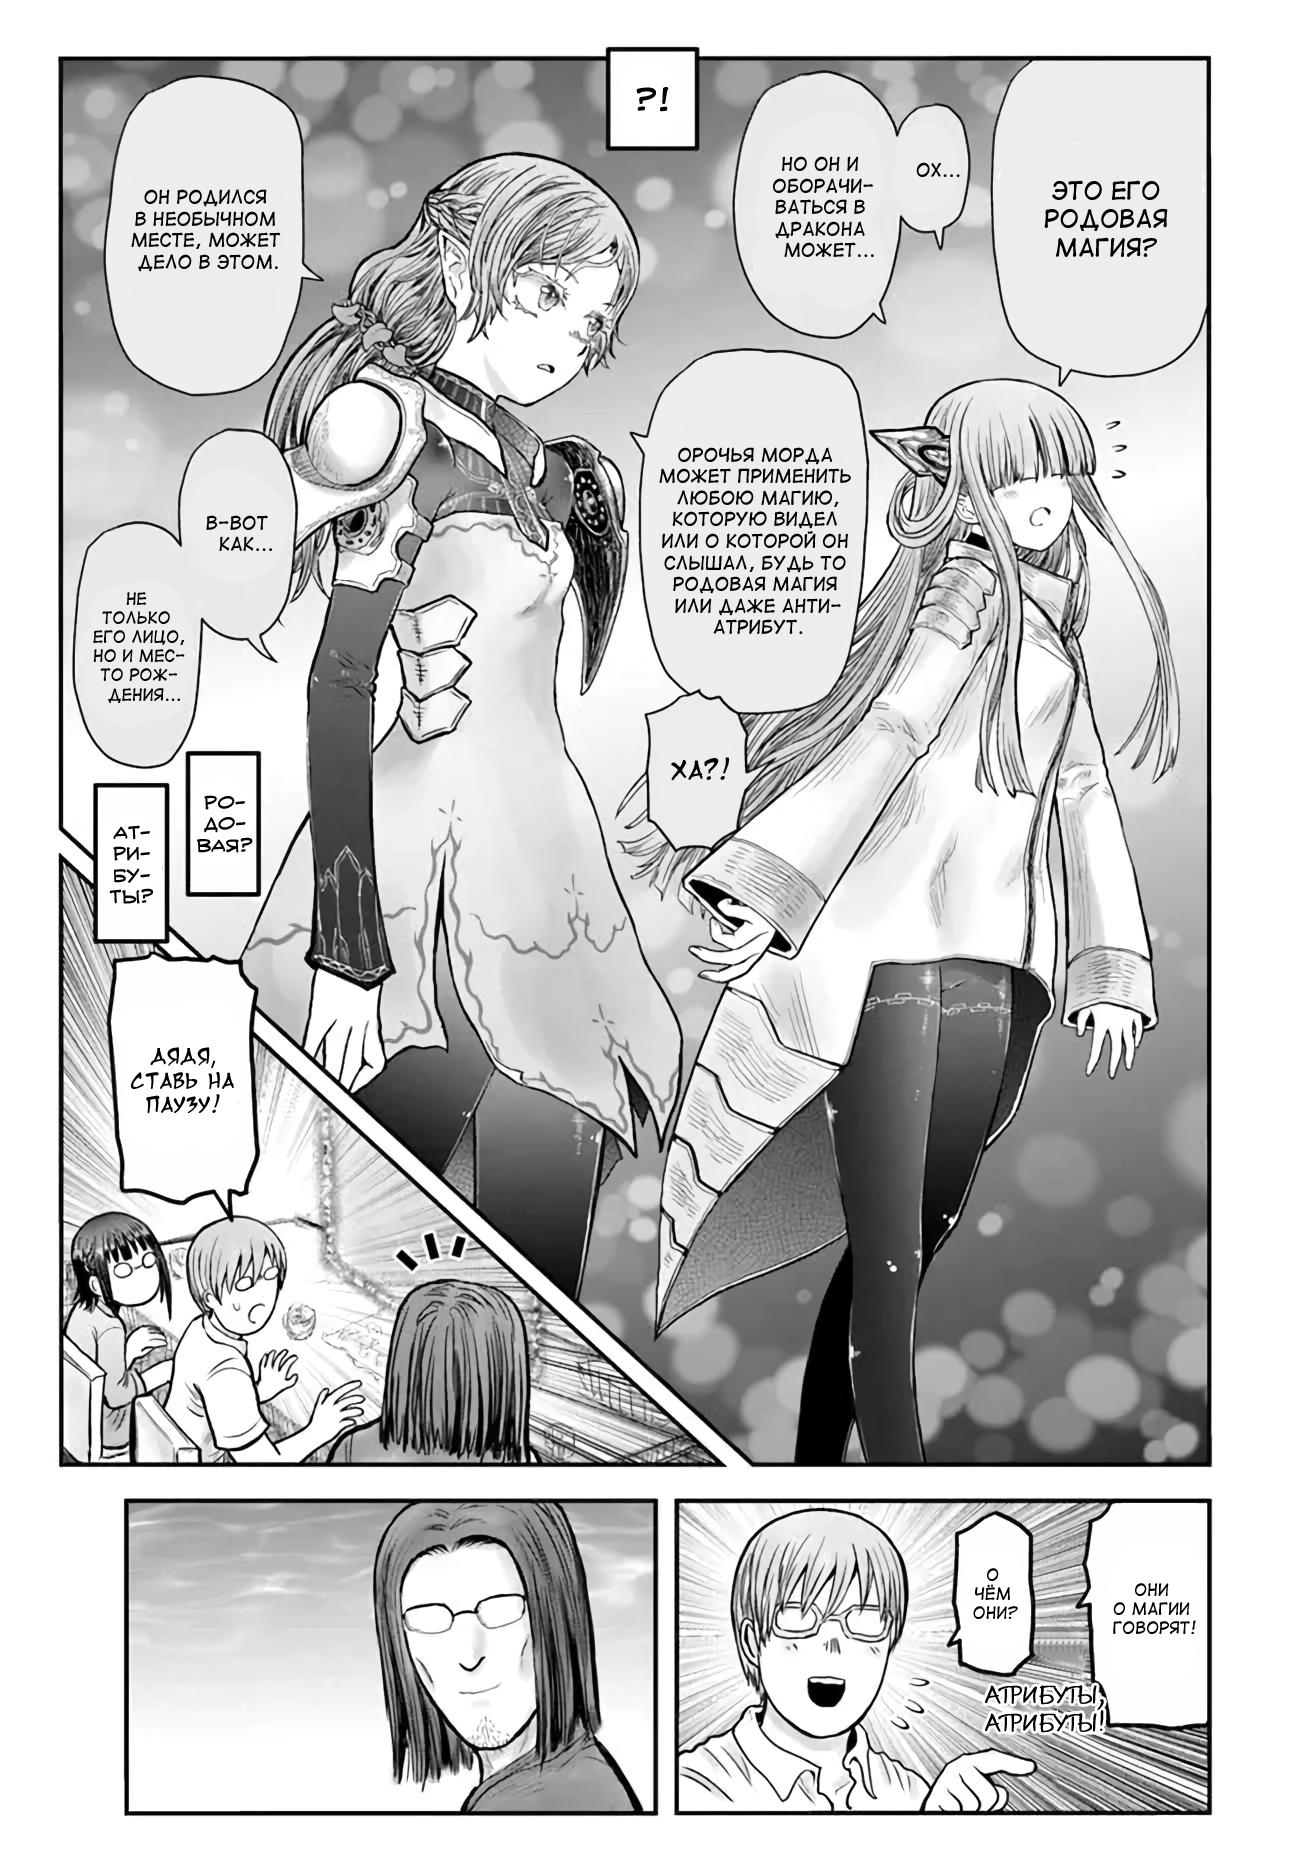 ?!
ЭТО ЕГО
РОДОВАЯ
МАГИЯ?
ОХ...
НО ОН И
ОБОРАЧИ-
ВАТЬСЯ В
ДРАКОНА
МОЖЕТ...
ОРОЧЬЯ МОРДА
МОЖЕТ ПРИМЕНИТЬ
ЛЮБОЮ МАГИЮ,
КОТОРУЮ ВИДЕЛ
ИЛИ О КОТОРОЙ ОН
СЛЫШАЛ, БУДЬ ТО
РОДОВАЯ МАГИЯ
ИЛИ ДАЖЕ АНТИ-
АТРИБУТ.
ХА?!
ОН РОДИЛСЯ
В НЕОБЫЧНОМ
МЕСТЕ, МОЖЕТ
ДЕЛО В ЭТОМ.
В-ВОТ
КАК...
НЕ
ТОЛЬКО
ЕГО ЛИЦО,
НО И МЕС-
ТО РОЖ-
ДЕНИЯ...
РО-
ДО-
ВАЯ?
АТ-
РИ-
БУ-
ТЫ?
ДЯДЯ,
СТАВЬ НА
ПАУЗУ!
ОНИ
О МАГИИ
ГОВОРЯТ!
О
ЧЁМ
ОНИ?
АТРИБУТЫ,
АТРИБУТЫ!